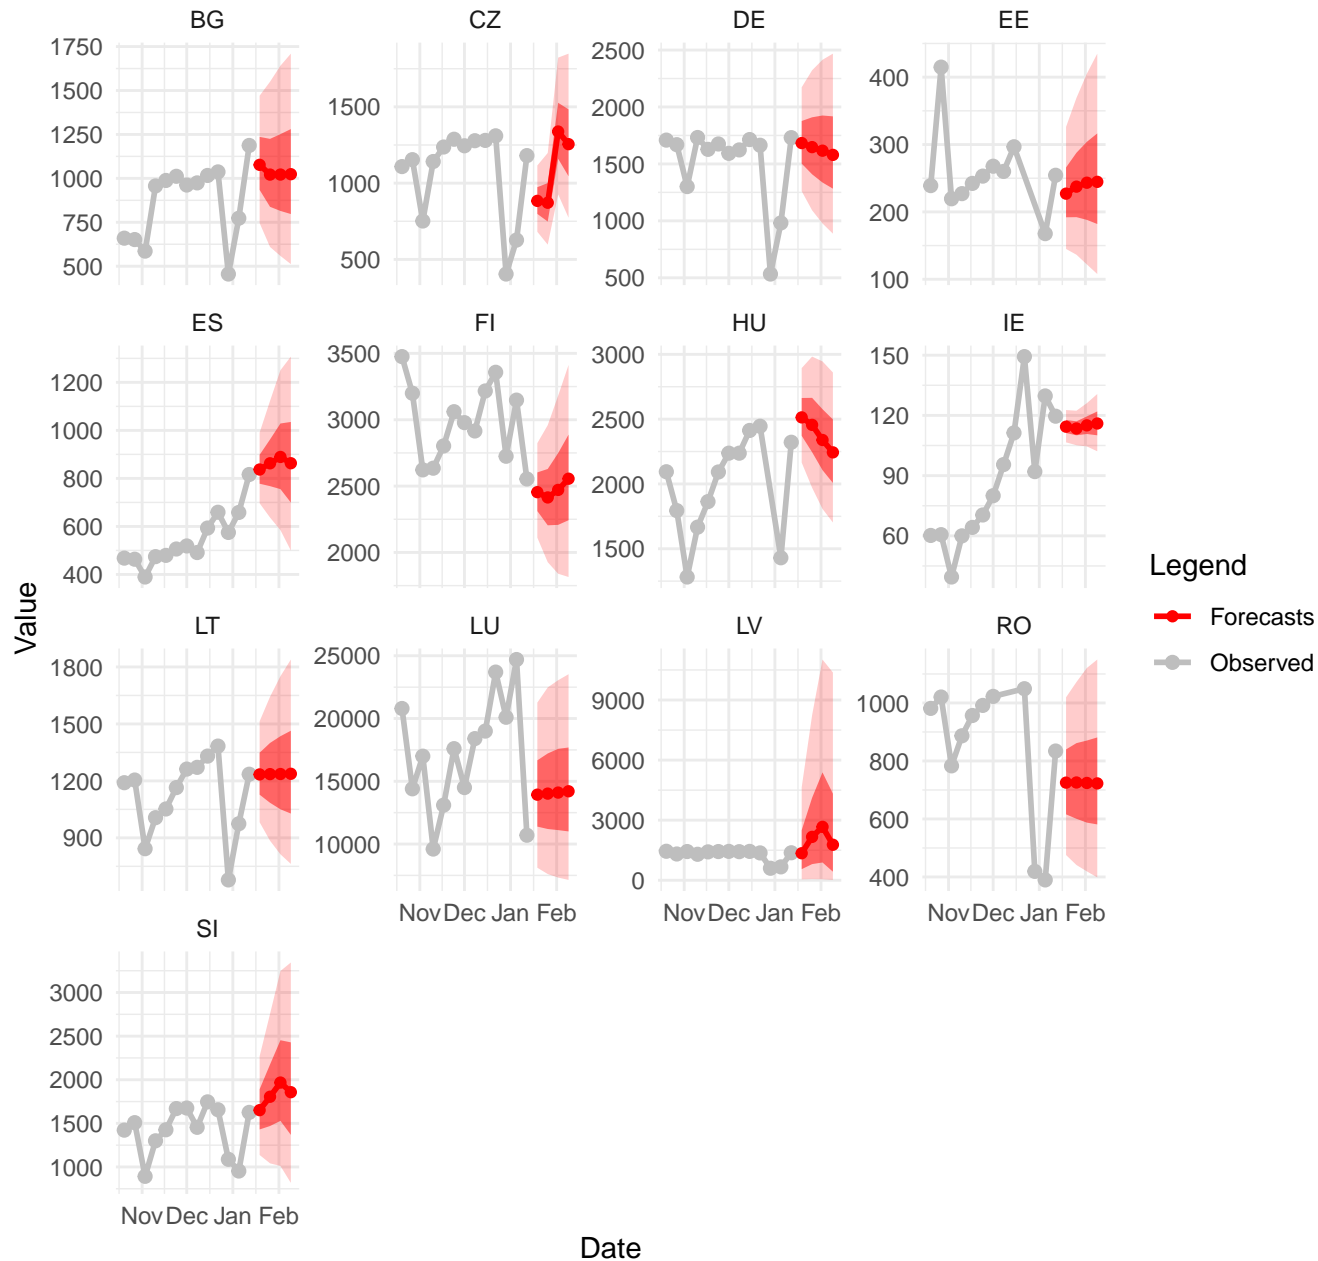 BG
CZ
DE
EE
1750
1500
1250
1000
750
500
1500
1000
500
2500
2000
1500
1000
500
400
300
200
100
ES
FI
HU
IE
1200
1000
800
600
400
3500
3000
2500
2000
3000
2500
2000
1500
150
120
90
60
LT
LU
LV
RO
1800
1500
1200
900
25000
20000
15000
10000
9000
6000
3000
0
1000
800
600
400
Nov Dec Jan Feb
Nov Dec Jan Feb
Nov Dec Jan Feb
SI
3000
2500
2000
1500
1000
Nov Dec Jan Feb
Value
Date
Legend
Forecasts
Observed